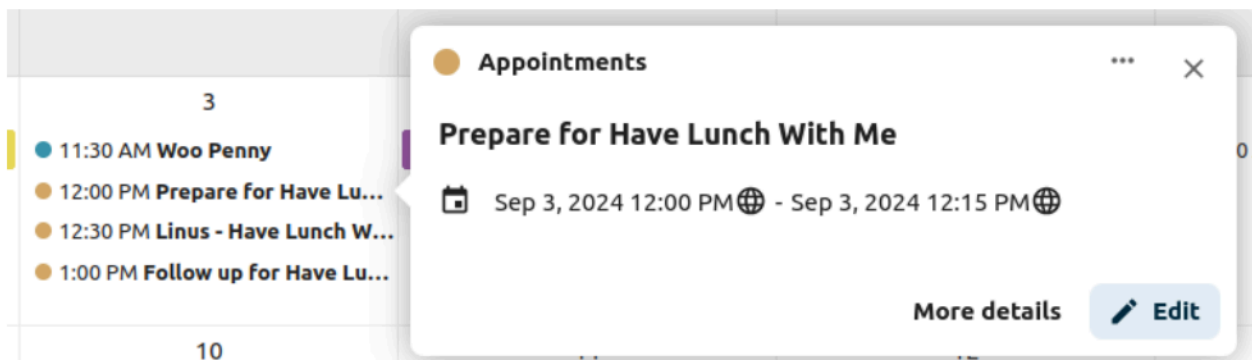 3
11:30 AM Woo Penny
12:00 PM Prepare for Have Lu...
12:30 PM Linus - Have Lunch W...
1:00 PM Follow up for Have Lu...
10
Appointments
Prepare for Have Lunch With Me
Sep 3, 2024 12:00 PM - Sep 3, 2024 12:15 PM
More details
Edit